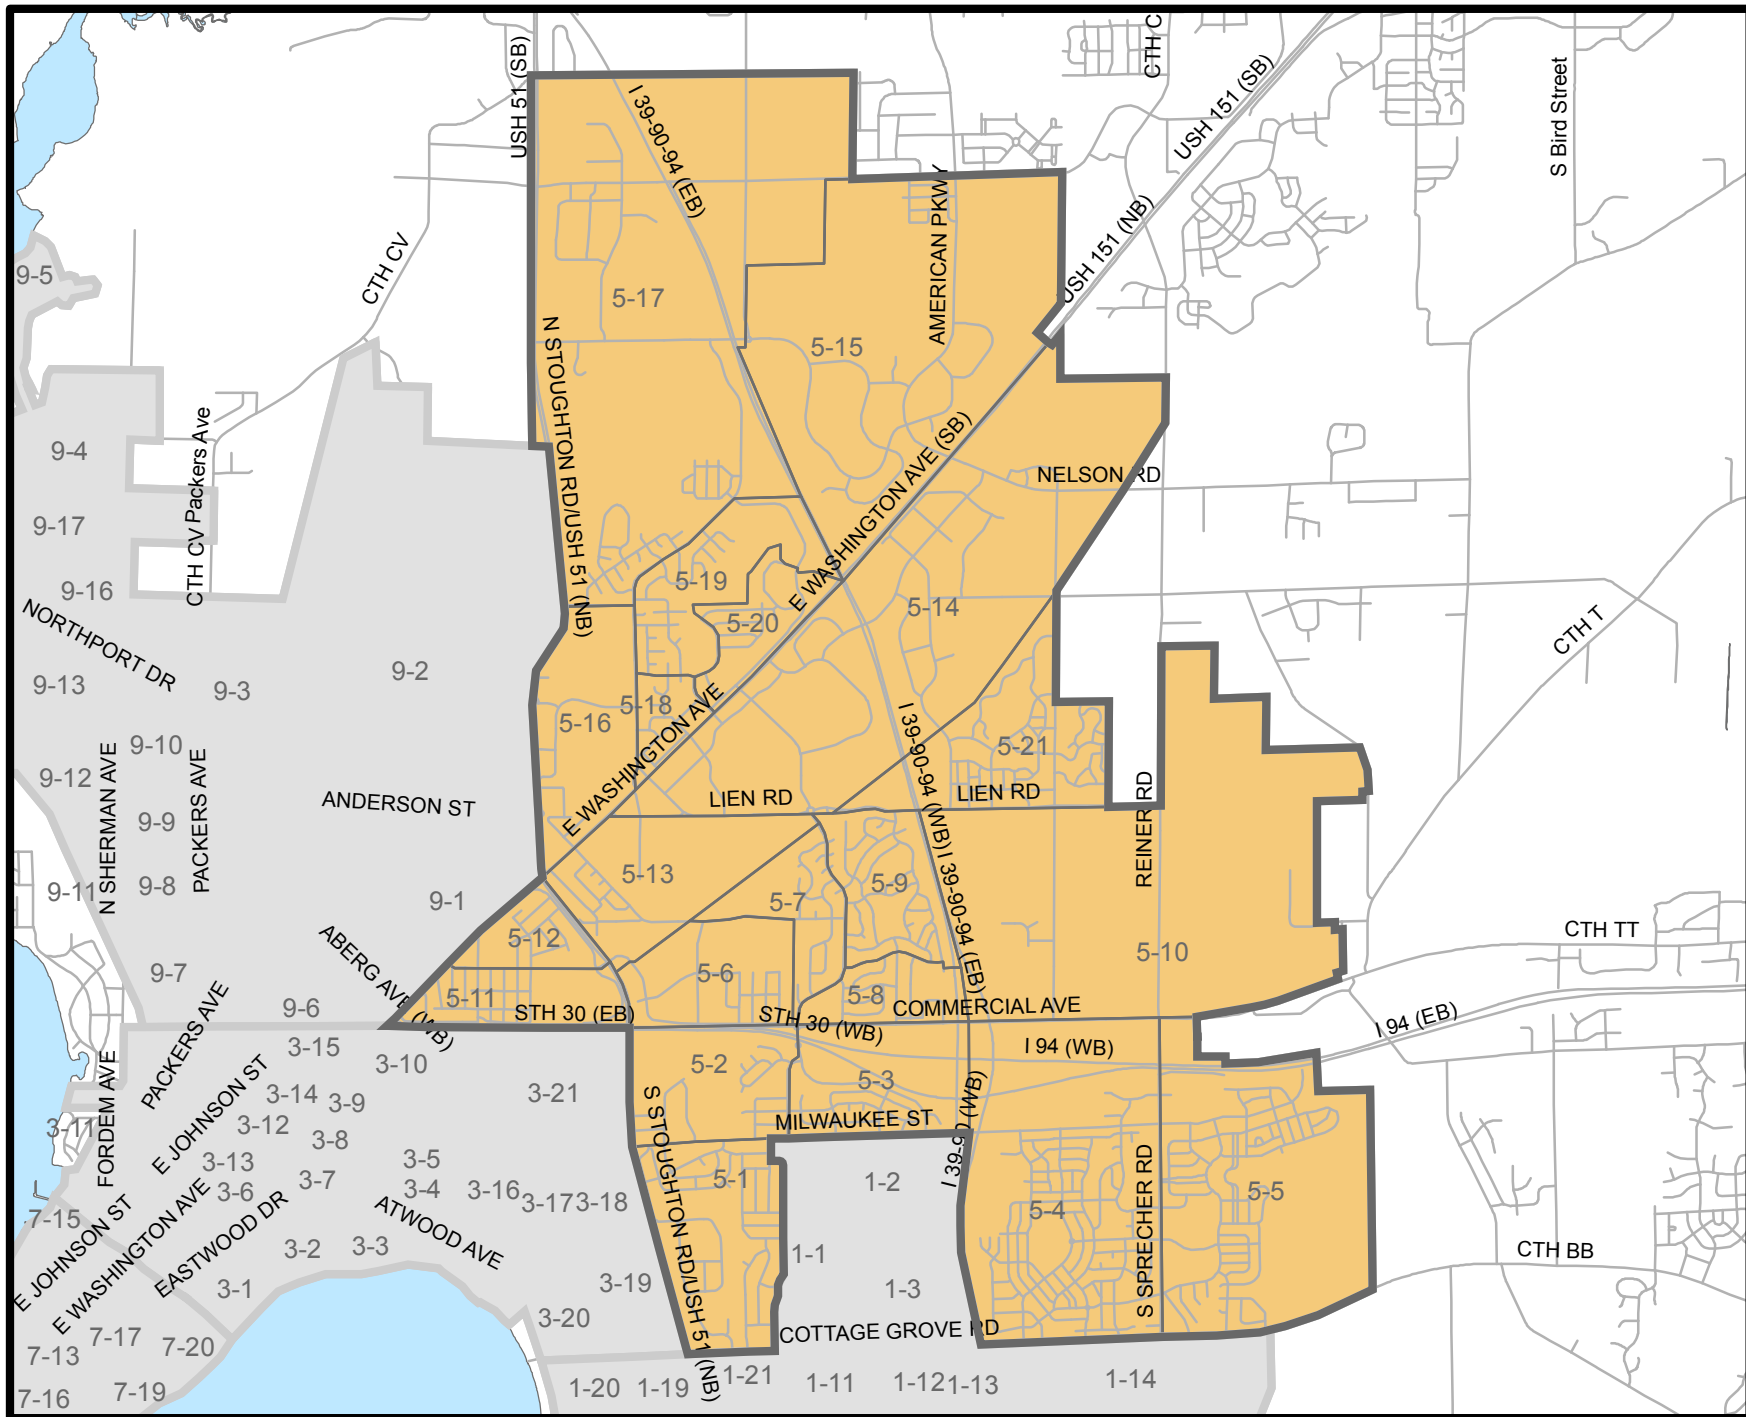 USH 51 (SB)
I 39-90-94 (EB)
CTH C
USH 151 (SB)
S Bird Street
USH 151 (NB)
AMERICAN PKWY
CTH CV
9-5
5-17
5-15
N STOUGHTON RD/USH 51 (NB)
9-4
CTH CV Packers Ave
E WASHINGTON AVE (SB)
NELSON RD
9-17
9-16
5-19
5-20
5-14
CTH T
NORTHPORT DR
9-13
9-3
9-2
5-16
5-18
E WASHINGTON AVE
I 39-90-94 (WB)
5-21
9-10
9-12
N SHERMAN AVE
PACKERS AVE
ANDERSON ST
LIEN RD
LIEN RD
REINER RD
9-9
9-8
9-11
9-1
5-13
5-7
5-9
I 39-90-94 (EB)
5-10
CTH TT
5-12
ABERG AVE
(WB)
9-7
5-6
5-8
5-11
9-6
STH 30 (EB)
STH 30 (WB)
COMMERCIAL AVE
I 94 (EB)
I 94 (WB)
PACKERS AVE
3-15
3-10
5-2
5-3
3-14
3-9
3-21
FORDEM AVE
E JOHNSON ST
3-11
3-12
3-8
MILWAUKEE ST
I 39-90 (WB)
3-13
3-5
3-6
3-7
3-4
3-16
3-17
3-18
S STOUGHTON RD/USH 51 (NB)
5-1
1-2
5-4
S SPRECHER RD
5-5
7-15
E JOHNSON ST
E WASHINGTON AVE
EASTWOOD DR
ATWOOD AVE
3-2
3-3
1-1
CTH BB
3-1
3-19
1-3
3-20
COTTAGE GROVE RD
7-17
7-20
7-13
7-16
7-19
1-20
1-19
1-21
1-11
1-12
1-13
1-14